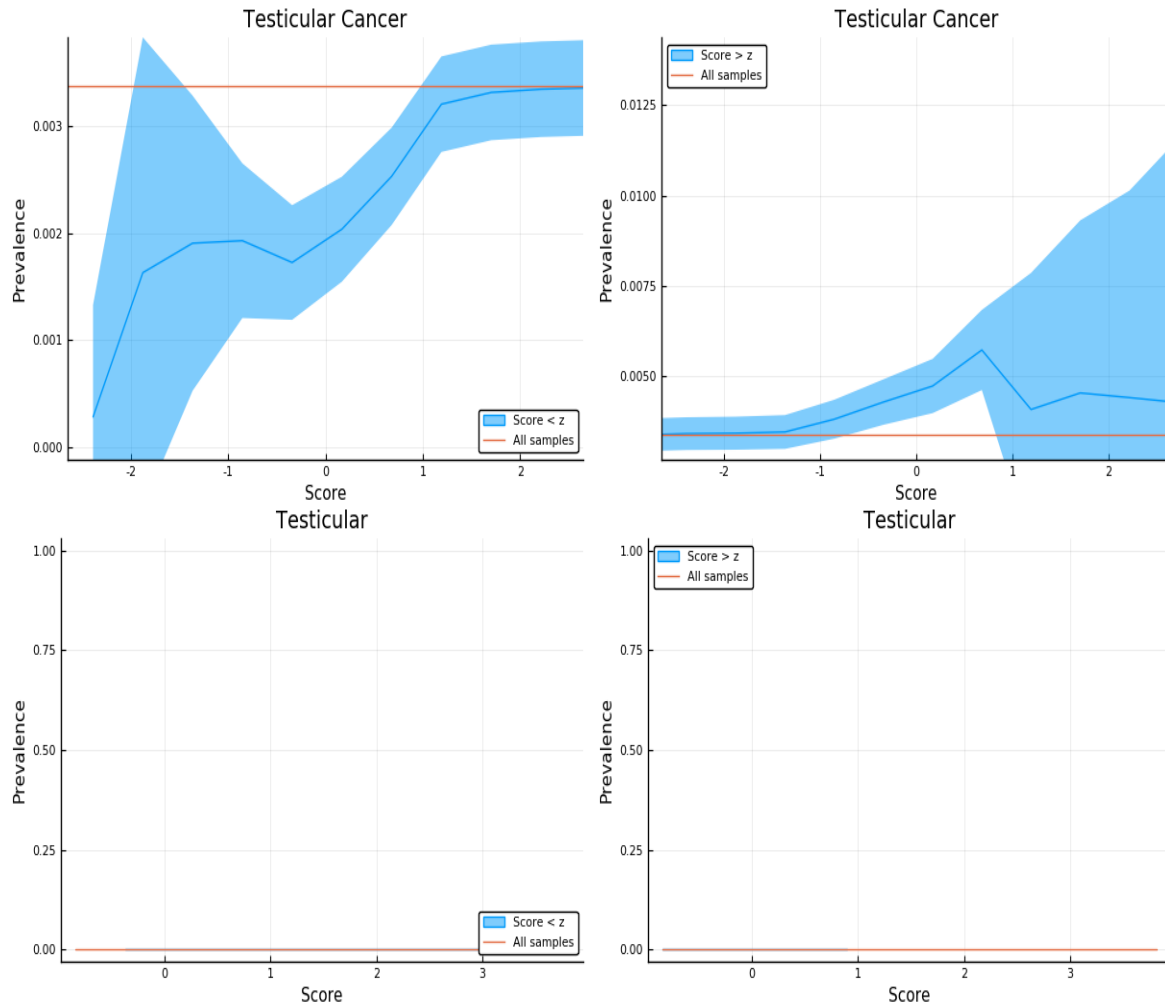 Testicular Cancer
Prevalence
0.003
0.002
0.001
0.000
-2 -1 0 1 2
Score
Score < z
All samples
Testicular Cancer
Prevalence
0.0125
0.0100
0.0075
0.0050
-2 -1 0 1 2
Score
Score > z
All samples
Testicular
Prevalence
1.00
0.75
0.50
0.25
0.00
0 1 2 3
Score
Score < z
All samples
Testicular
Prevalence
1.00
0.75
0.50
0.25
0.00
0 1 2 3
Score
Score > z
All samples